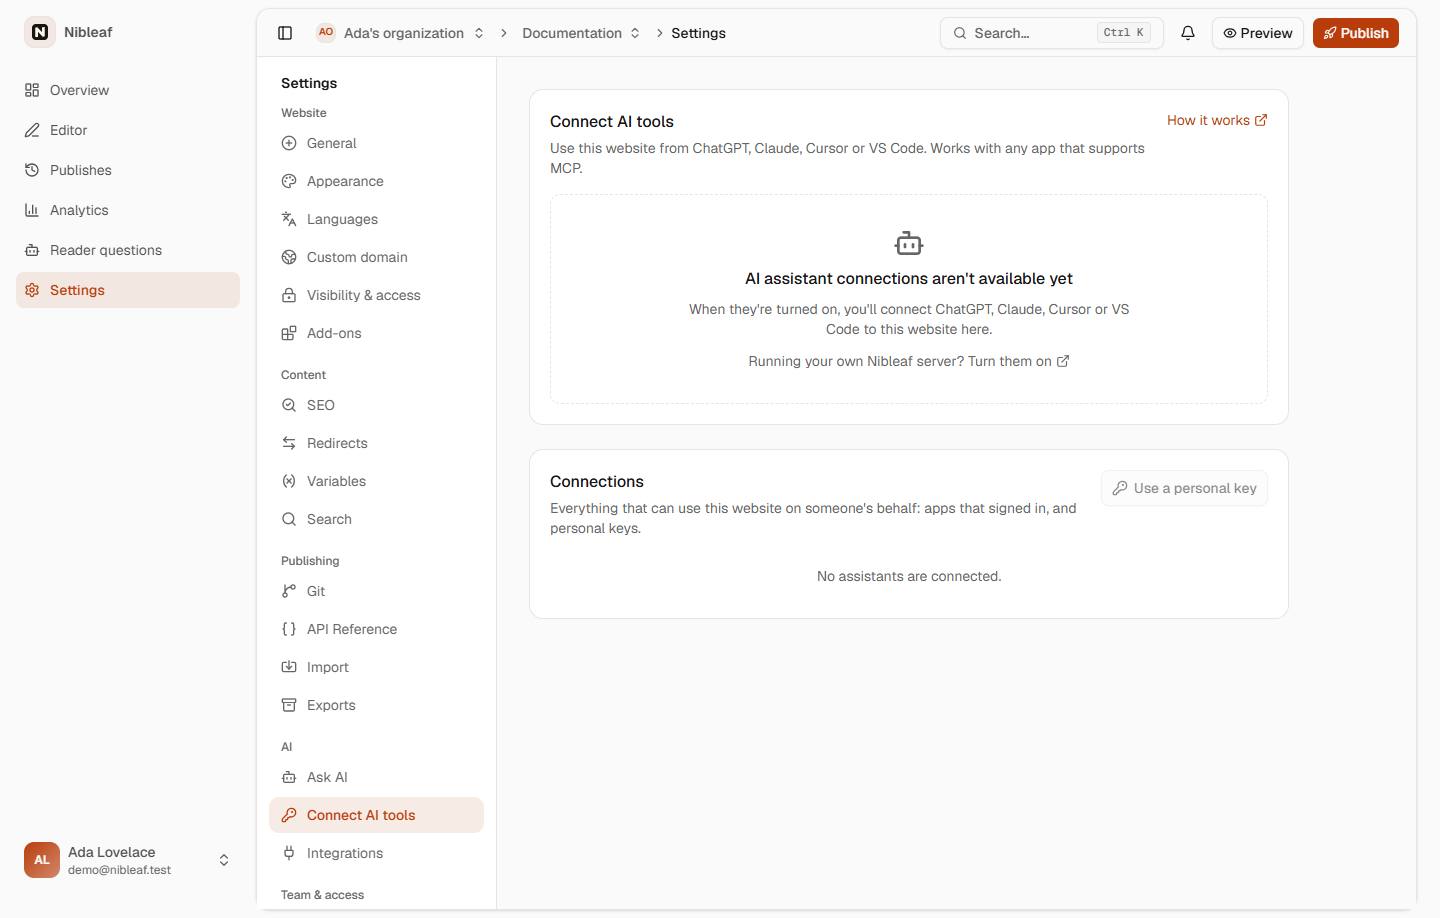 Nibleaf
Overview
Editor
Publishes
Analytics
Reader questions
Settings
AL
Ada Lovelace
demo@nibleaf.test
AO
Ada's organization
Documentation
Settings
Search...
Ctrl K
Preview
Publish
Settings
Website
General
Appearance
Languages
Custom domain
Visibility & access
Add-ons
Content
SEO
Redirects
Variables
Search
Publishing
Git
API Reference
Import
Exports
AI
Ask AI
Connect AI tools
Integrations
Team & access
Connect AI tools
How it works
Use this website from ChatGPT, Claude, Cursor or VS Code. Works with any app that supports
MCP.
AI assistant connections aren't available yet
When they're turned on, you'll connect ChatGPT, Claude, Cursor or VS
Code to this website here.
Running your own Nibleaf server? Turn them on
Connections
Use a personal key
Everything that can use this website on someone's behalf: apps that signed in, and
personal keys.
No assistants are connected.